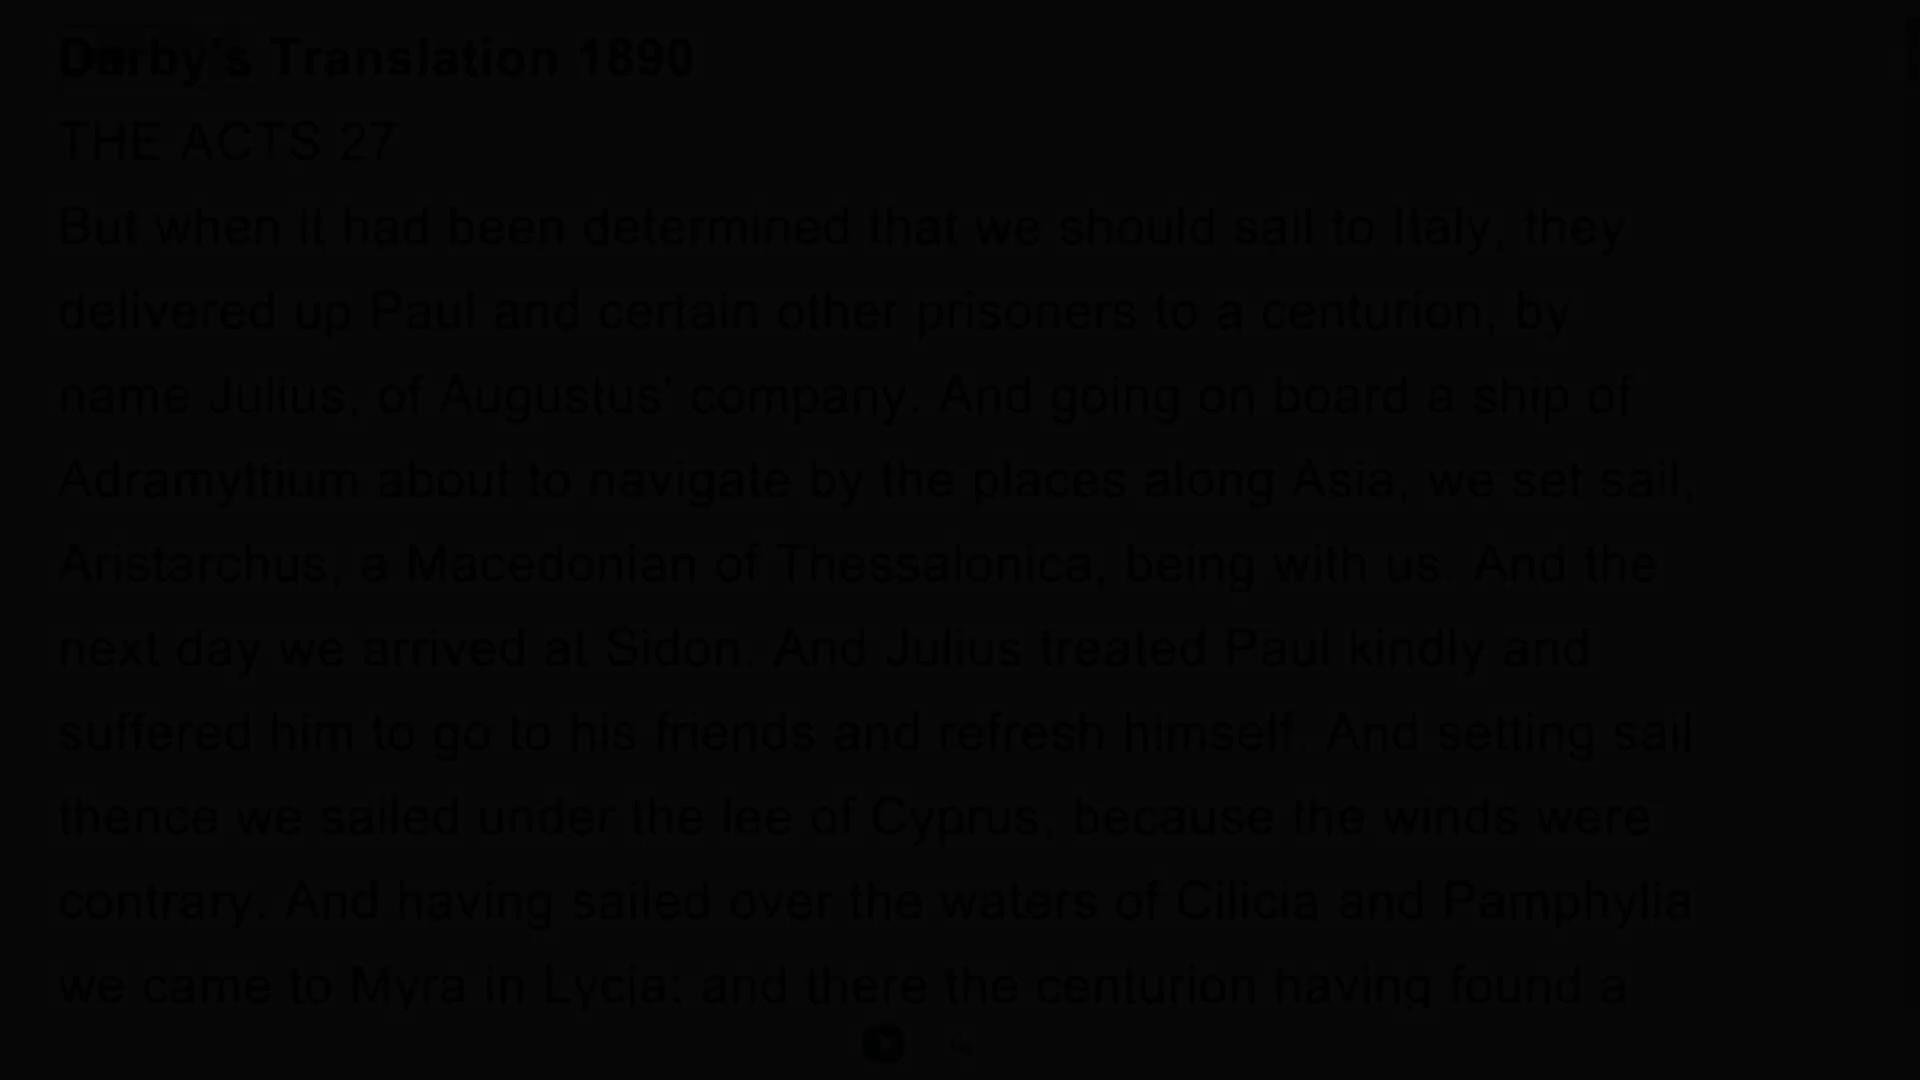 Darby's Translation 1890
THE ACTS 27
But when it had been determined that we should sail to Italy, they
delivered up Paul and certain other prisoners to a centurion, by
name Julius, of Augustus' company. And going on board a ship of
Adramyttium about to navigate by the places along Asia, we set sail,
Aristarchus, a Macedonian of Thessalonica, being with us. And the
next day we arrived at Sidon. And Julius treated Paul kindly and
suffered him to go to his friends and refresh himself. And setting sail
thence we sailed under the lee of Cyprus, because the winds were
contrary. And having sailed over the waters of Cilicia and Pamphylia
we came to Myra in Lycia: and there the centurion having found a